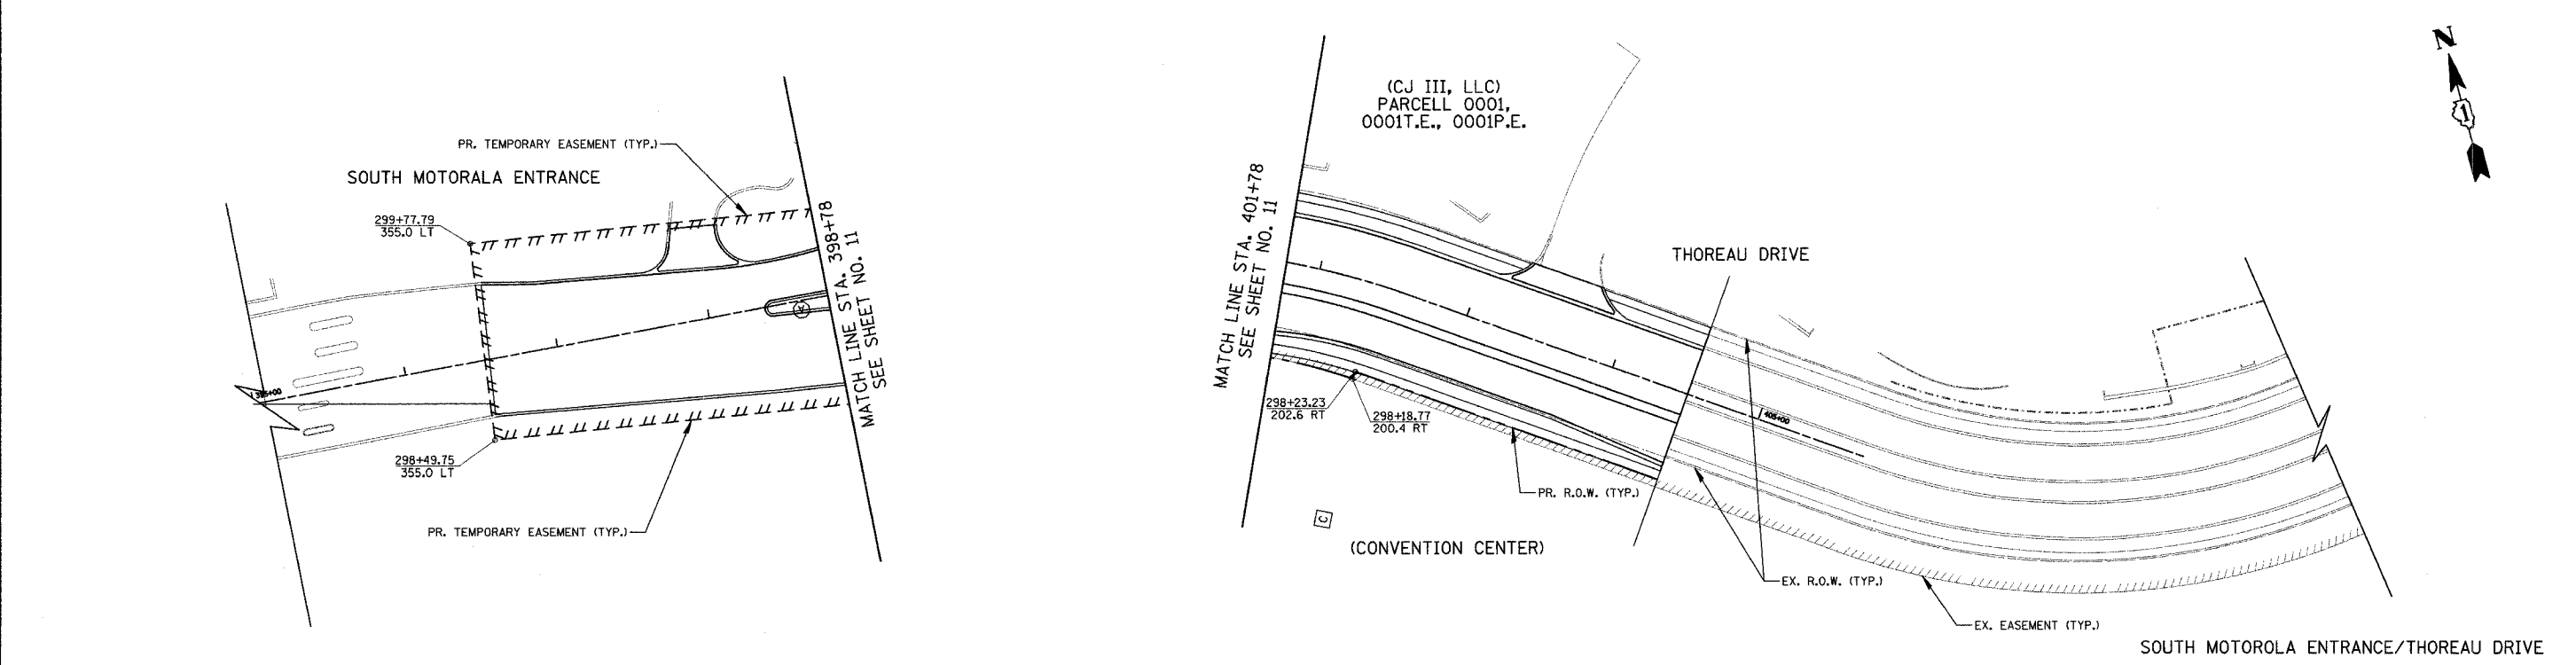 PR. TEMPORARY EASEMENT (TYP.)
SOUTH MOTORALA ENTRANCE
299+77.79
355.0 LT
MATCH LINE STA. 398+78
SEE SHEET NO. 11
298+49.75
355.0 LT
PR. TEMPORARY EASEMENT (TYP.)
(CJ III, LLC)
PARCELL 0001,
0001T.E., 0001P.E.
MATCH LINE STA. 401+78
SEE SHEET NO. 11
THOREAU DRIVE
298+23.23
202.6 RT
298+18.77
200.4 RT
405+00
PR. R.O.W. (TYP.)
C
(CONVENTION CENTER)
EX. R.O.W. (TYP.)
EX. EASEMENT (TYP.)
N
1
SOUTH MOTOROLA ENTRANCE/THOREAU DRIVE